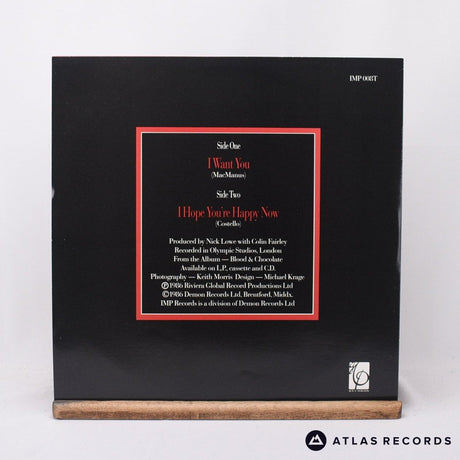 IMP 008T
Side One
I Want You
(MacManus)
Side Two
I Hope You're Happy Now
(Costello)
Produced by Nick Lowe with Colin Fairley
Recorded in Olympic Studios, London
From the Album — Blood & Chocolate
Available on L.P., cassette and C.D.
Photography — Keith Morris Design — Michael Krage
Ⓟ 1986 Riviera Global Record Productions Ltd
© 1986 Demon Records Ltd, Brentford, Middx.
IMP Records is a division of Demon Records Ltd
ATLAS RECORDS